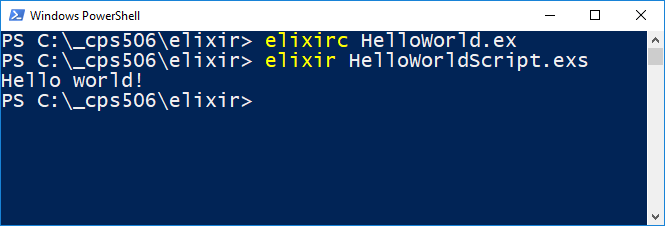 Windows PowerShell
PS C:\_cps506\elixir> elixirc HelloWorld.ex
PS C:\_cps506\elixir> elixir HelloWorldScript.exs
Hello world!
PS C:\_cps506\elixir>